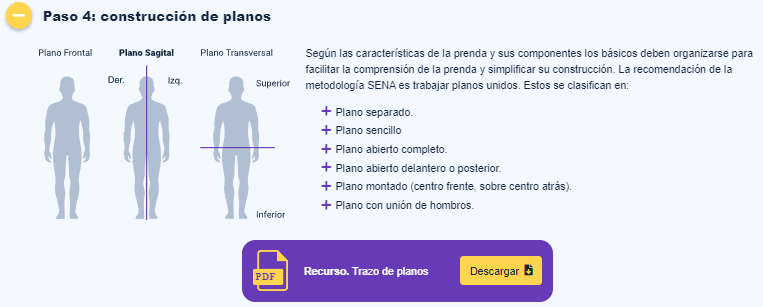 Paso 4: construcción de planos
Plano Frontal
Plano Sagital
Plano Transversal
Der.
Izq.
Superior
Inferior
Según las características de la prenda y sus componentes los básicos deben organizarse para
facilitar la comprensión de la prenda y simplificar su construcción. La recomendación de la
metodología SENA es trabajar planos unidos. Estos se clasifican en:
+ Plano separado.
+ Plano sencillo
+ Plano abierto completo.
+ Plano abierto delantero o posterior.
+ Plano montado (centro frente, sobre centro atrás).
+ Plano con unión de hombros.
PDF
Recurso. Trazo de planos
Descargar